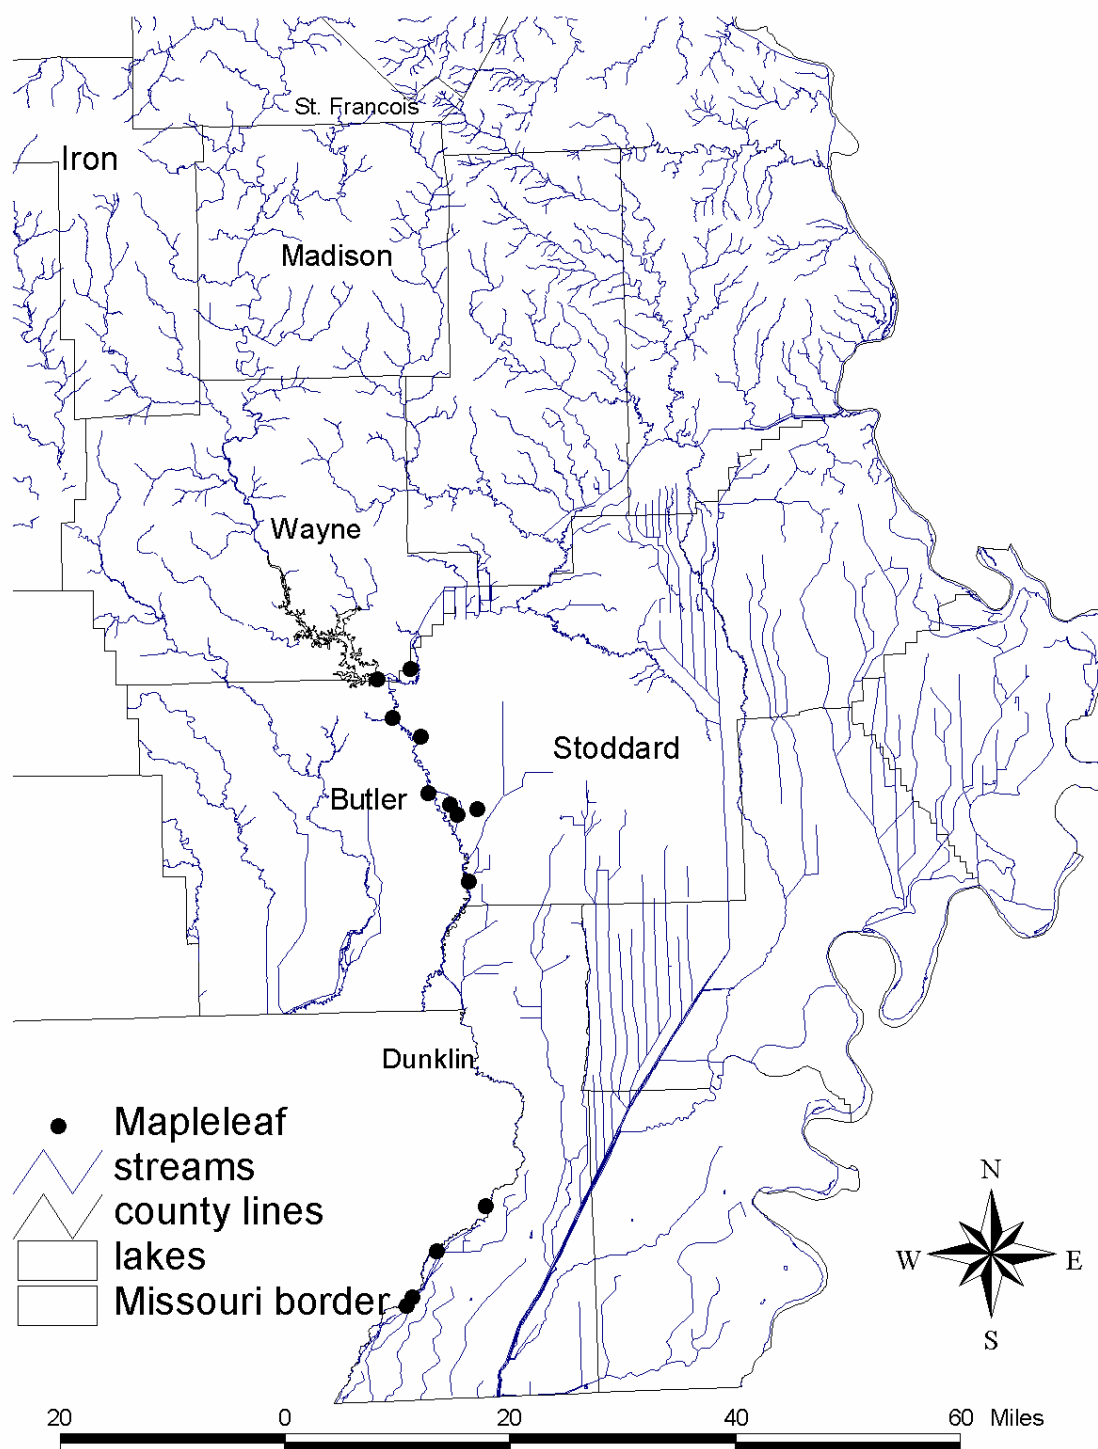 St. Francois
Iron
Madison
Wayne
Stoddard
Butler
Dunklin
Mapleleaf
streams
county lines
lakes
Missouri border
N
W E
S
20 0 20 40 60 Miles